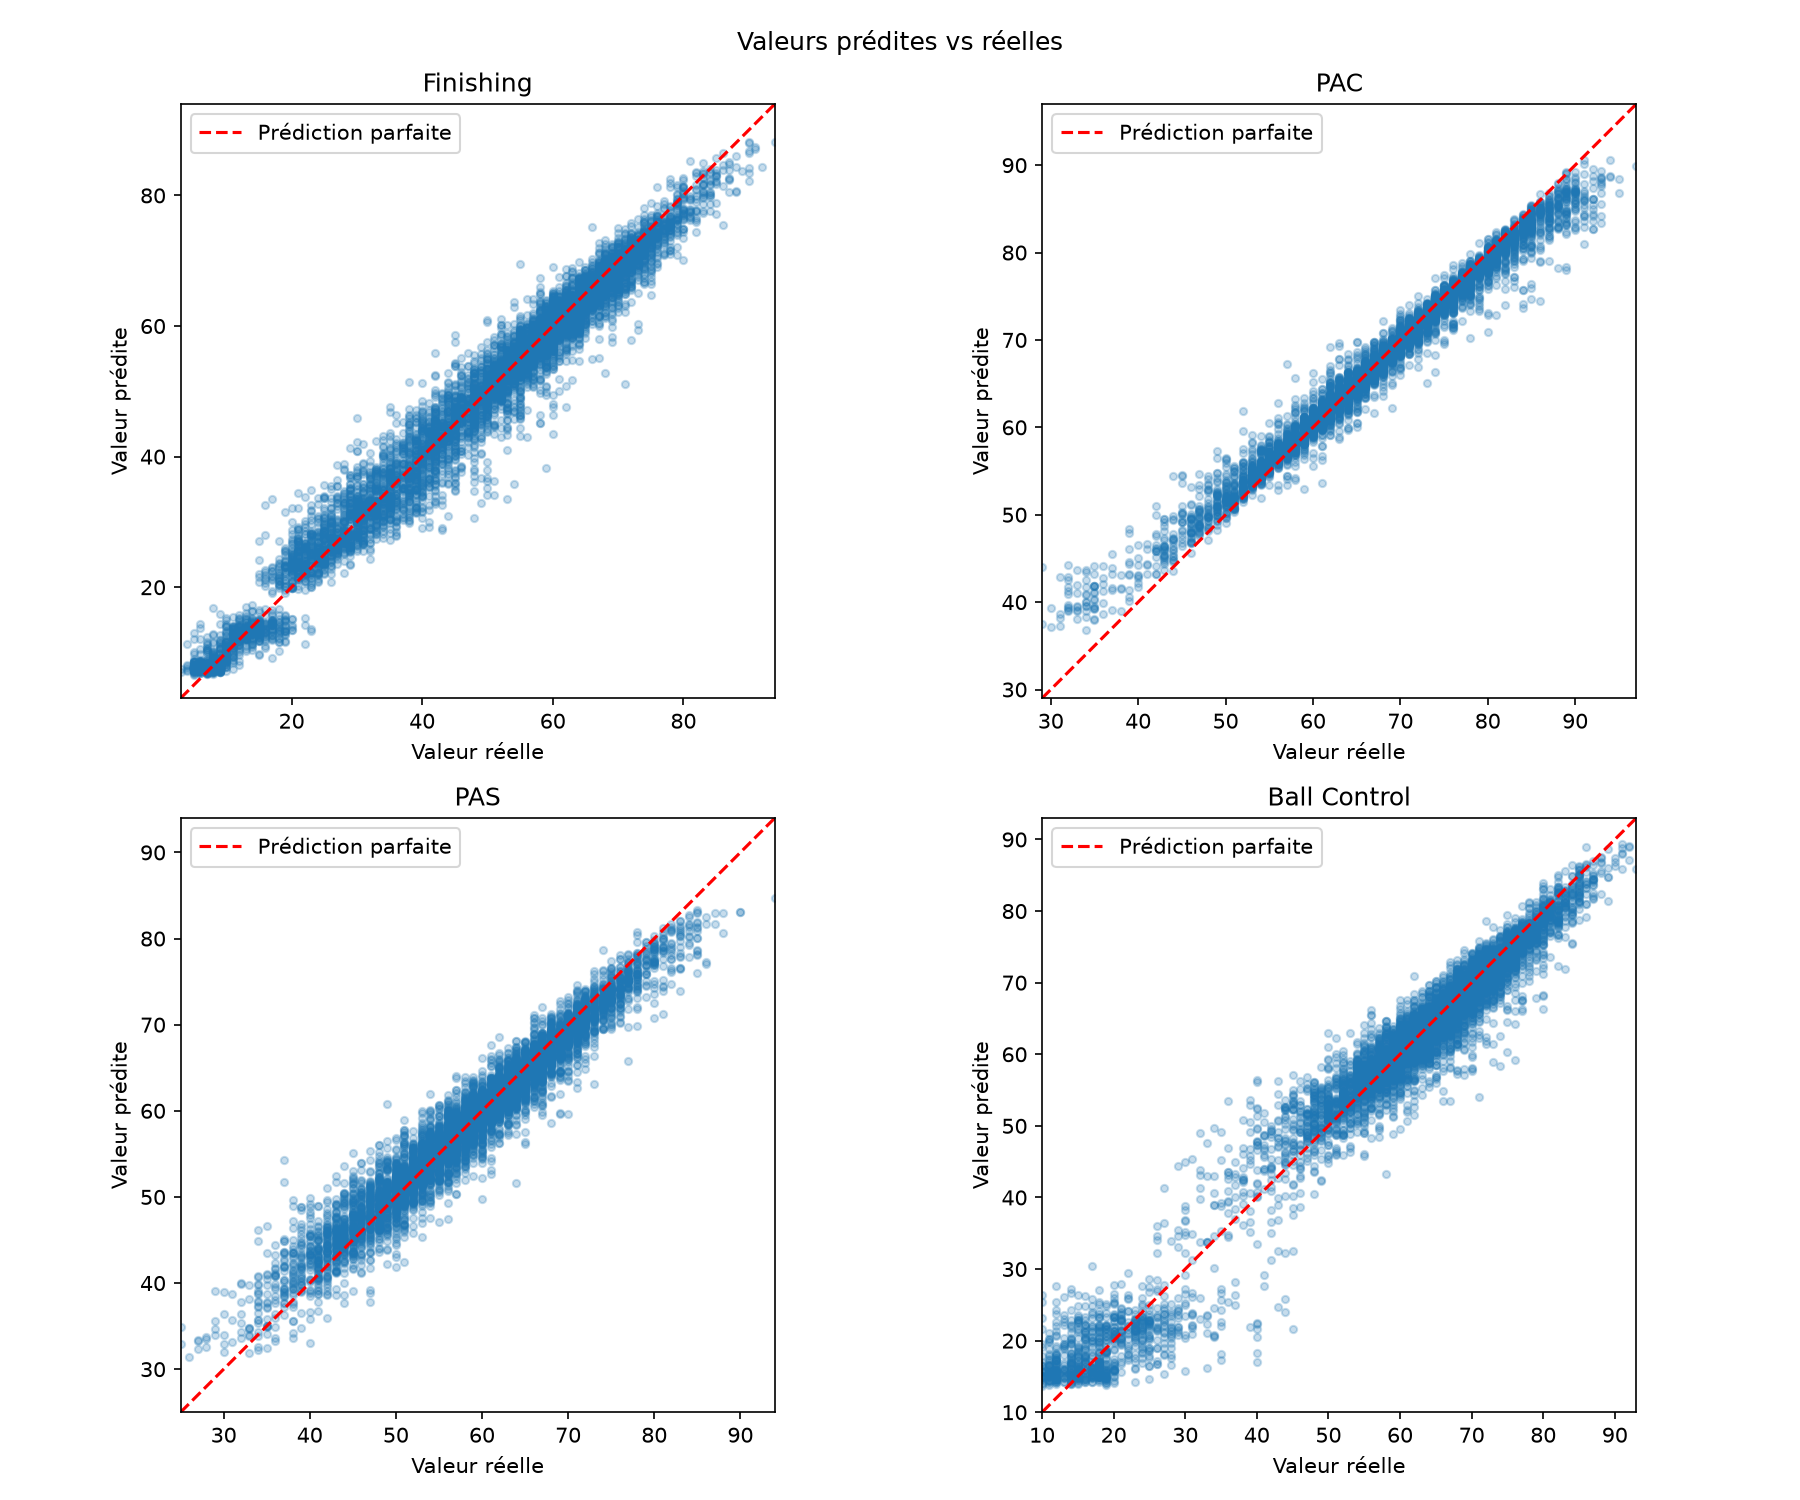 Valeurs prédites vs réelles
Finishing
Prédiction parfaite
80
60
40
20
Valeur prédite
20 40 60 80
Valeur réelle
PAC
Prédiction parfaite
90
80
70
60
50
40
30
Valeur prédite
30 40 50 60 70 80 90
Valeur réelle
PAS
Prédiction parfaite
90
80
70
60
50
40
30
Valeur prédite
30 40 50 60 70 80 90
Valeur réelle
Ball Control
Prédiction parfaite
90
80
70
60
50
40
30
20
10
Valeur prédite
10 20 30 40 50 60 70 80 90
Valeur réelle